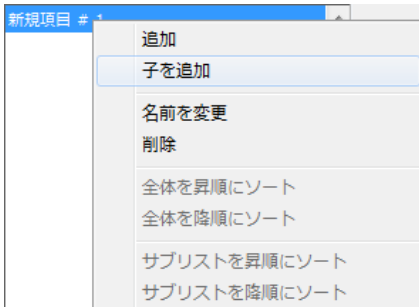 新規項目 # 1
追加
子を追加
名前を変更
削除
全体を昇順にソート
全体を降順にソート
サブリストを昇順にソート
サブリストを降順にソート